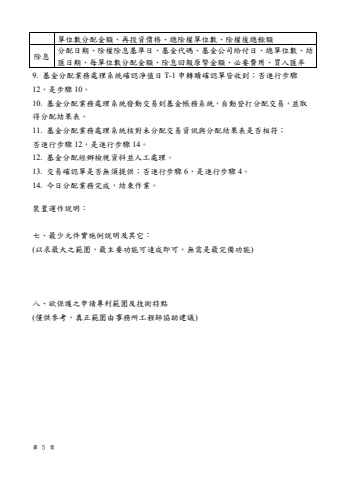 單位數分配金額、再投資價格、總除權單位數、除權後總餘額
除息
分配日期、除權除息基準日、基金代碼、基金公司給付日、總單位數、結
匯日期、每單位數分配金額、除息回報原幣金額、必要費用、買入匯率
9. 基金分配業務處理系統確認淨值日 T-1 申轉贖確認單皆收到；否進行步驟
12，是步驟 10。
10. 基金分配業務處理系統發動交易到基金帳務系統，自動登打分配交易，並取
得分配結果表。
11. 基金分配業務處理系統核對未分配交易資訊與分配結果表是否相符；
否進行步驟 12，是進行步驟 14。
12. 基金分配經辦檢視資料並人工處理。
13. 交易確認單是否無須提供；否進行步驟 6，是進行步驟 4。
14. 今日分配業務完成，結束作業。
裝置運作說明：
七、最少元件實施例說明及其它：
(以求最大之範圍，最主要功能可達成即可，無需是最完備功能)
八、欲保護之申請專利範圍及技術特點
(僅供參考，真正範圍由事務所工程師協助建議)
第 5 頁